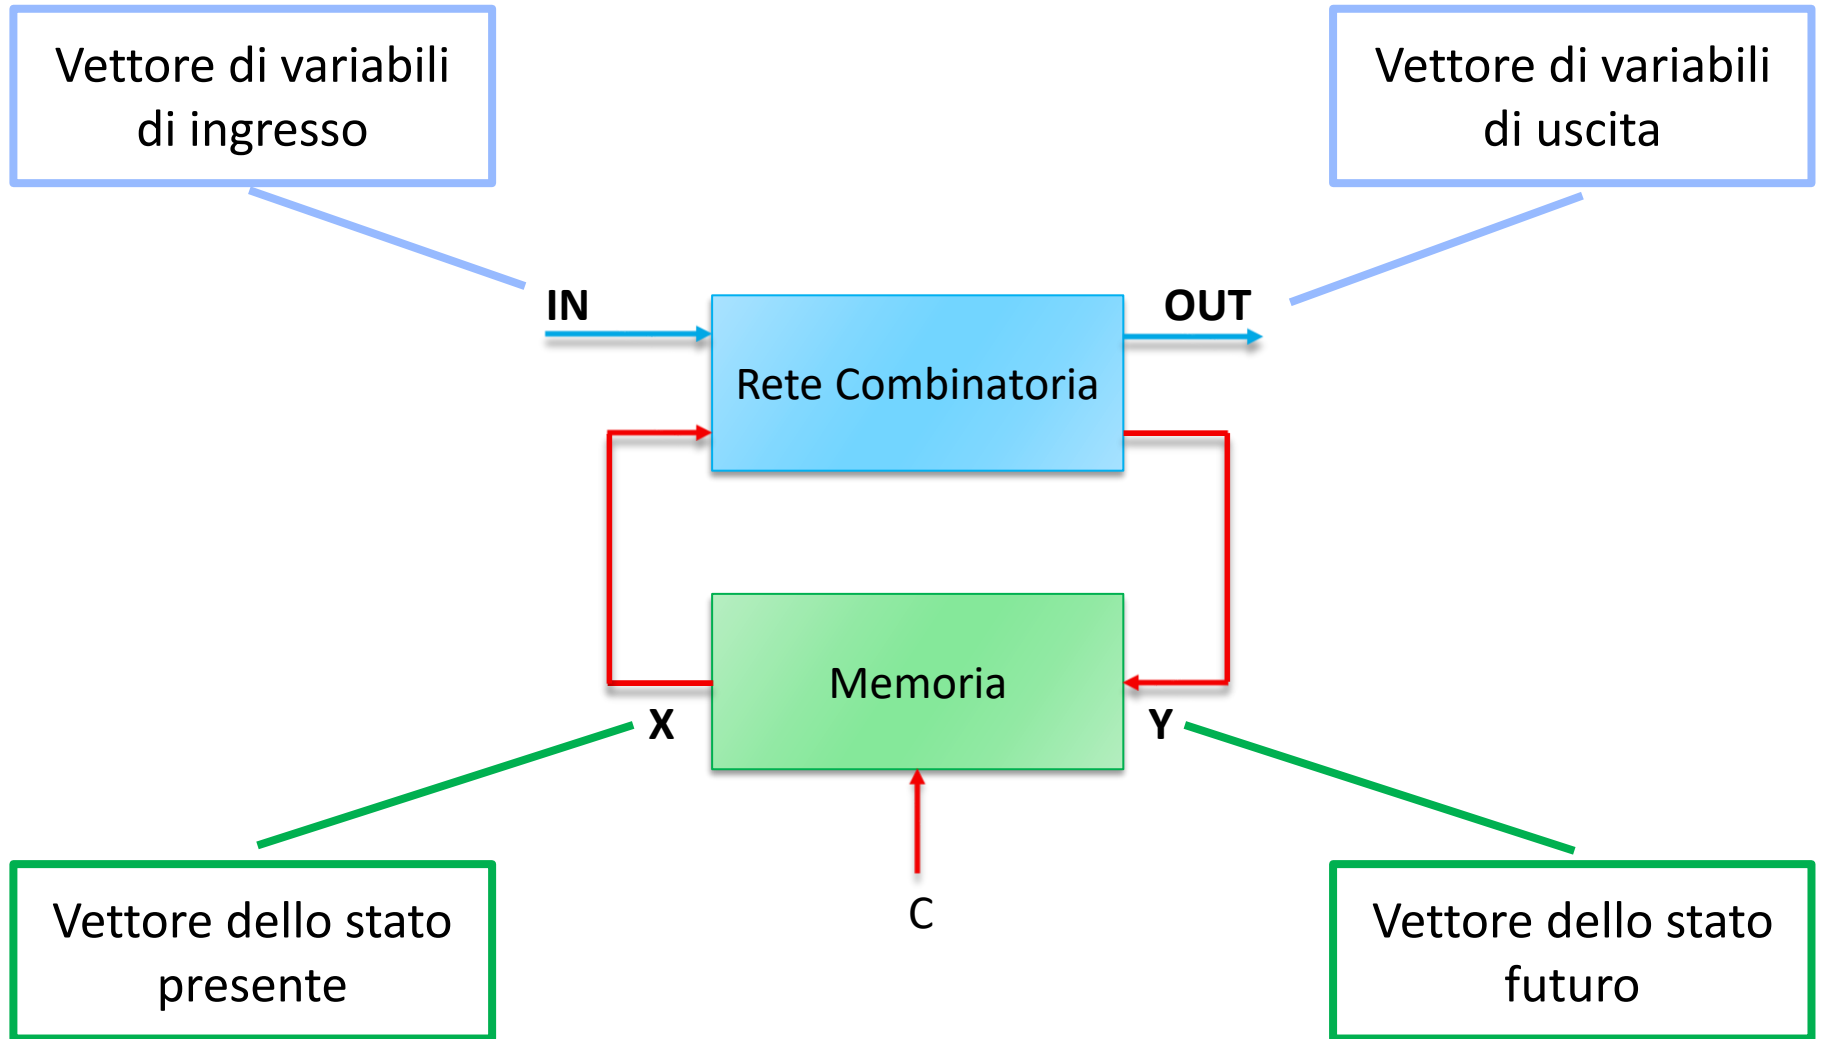 Vettore di variabili
di ingresso
Vettore di variabili
di uscita
IN
OUT
Rete Combinatoria
Memoria
X
Y
C
Vettore dello stato
presente
Vettore dello stato
futuro